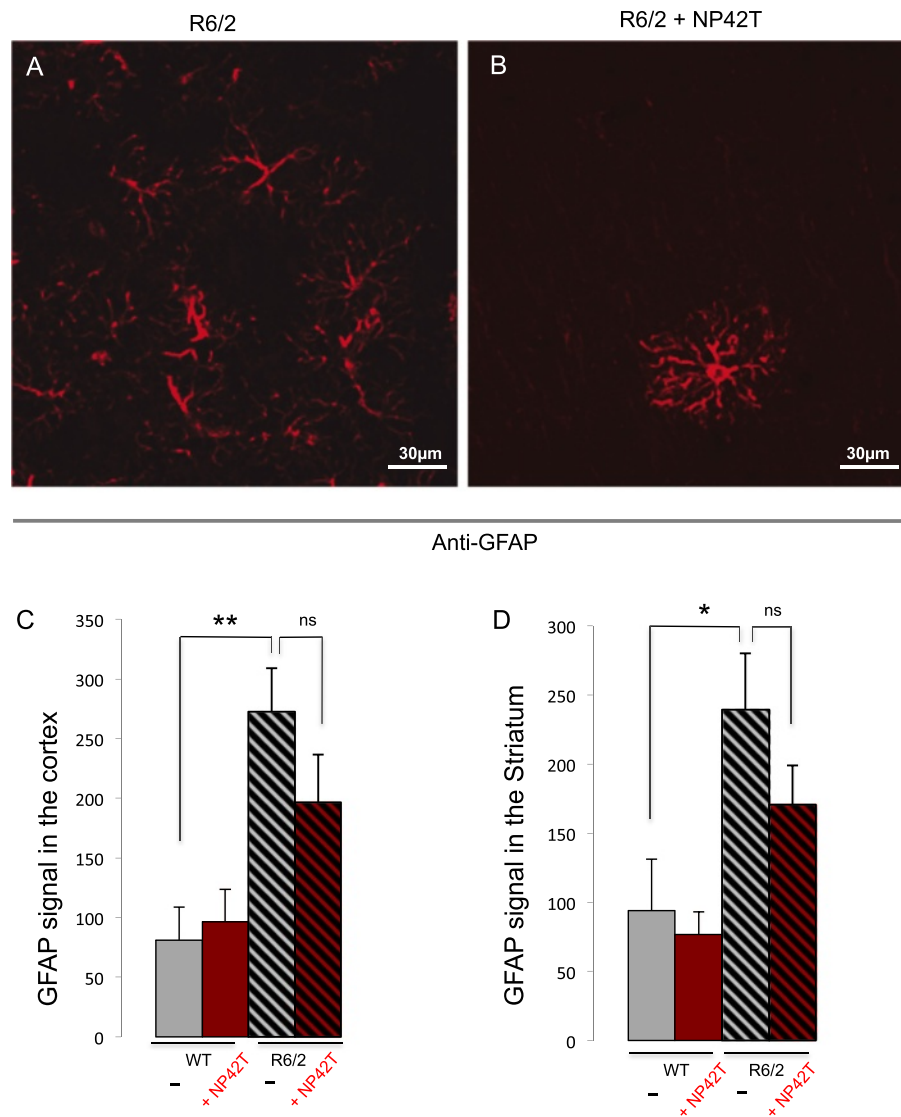 R6/2
R6/2 + NP42T
A
B
30µm
30µm
Anti-GFAP
C
GFAP signal in the cortex
350
300
250
200
150
100
50
0
**
ns
WT
R6/2
–
+ NP42T
–
+ NP42T
D
GFAP signal in the Striatum
300
250
200
150
100
50
0
*
ns
WT
R6/2
–
+ NP42T
–
+ NP42T